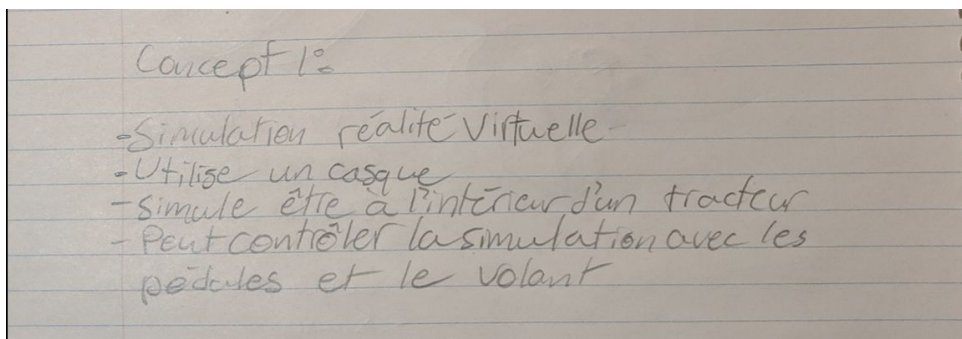 Concept 1:
- Simulation réalité virtuelle
- Utilise un casque
- Simule être à l'intérieur d'un tracteur
- Peut contrôler la simulation avec les
pédales et le volant